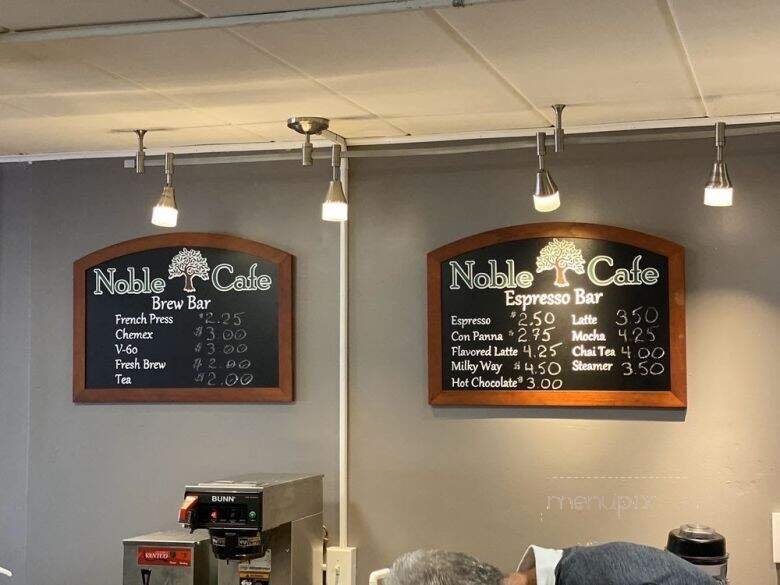 Noble Cafe
Brew Bar
French Press $2.25
Chemex $3.00
V-60 $3.00
Fresh Brew $2.00
Tea $2.00
Noble Cafe
Espresso Bar
Espresso $2.50 Latte 3.50
Con Panna $2.75 Mocha 4.25
Flavored Latte 4.25 Chai Tea 4.00
Milky Way $4.50 Steamer 3.50
Hot Chocolate $3.00
BUNN
menupix